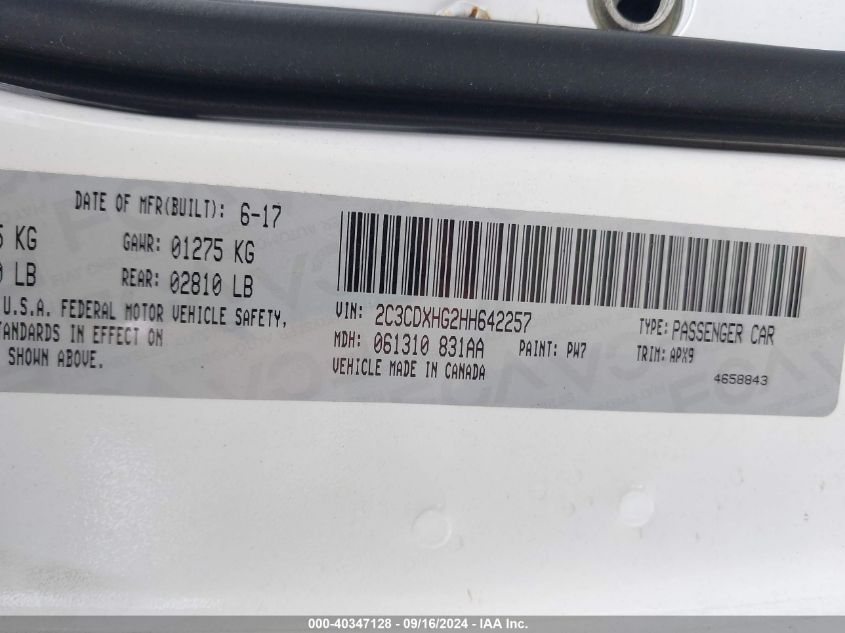 DATE OF MFR(BUILT): 6-17
5 KG GAWR: 01275 KG
0 LB REAR: 02810 LB
U.S.A. FEDERAL MOTOR VEHICLE SAFETY,
STANDARDS IN EFFECT ON
SHOWN ABOVE.
VIN: 2C3CDXHG2HH642257 TYPE: PASSENGER CAR
MDH: 061310 831AA PAINT: PW7 TRIM: APX9
VEHICLE MADE IN CANADA 4658843
000-40347128 - 09/16/2024 - IAA Inc.